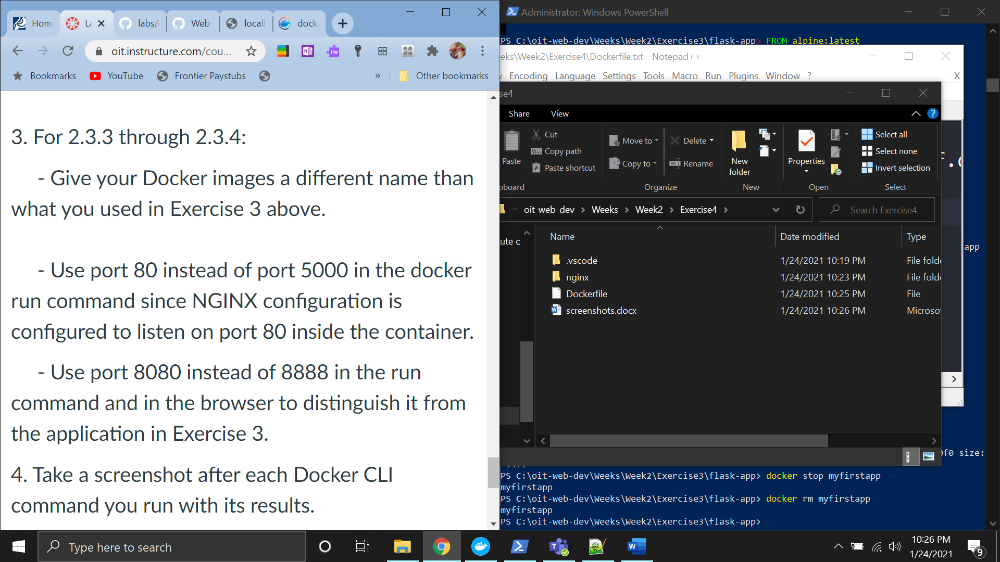 Hom
La
labs/
Web-
local
dock
oit.instructure.com/cou...
Bookmarks
YouTube
Frontier Paystubs
»
Other bookmarks
3. For 2.3.3 through 2.3.4:
- Give your Docker images a different name than
what you used in Exercise 3 above.
- Use port 80 instead of port 5000 in the docker
run command since NGINX configuration is
configured to listen on port 80 inside the container.
- Use port 8080 instead of 8888 in the run
command and in the browser to distinguish it from
the application in Exercise 3.
4. Take a screenshot after each Docker CLI
command you run with its results.
Administrator: Windows PowerShell
PS C:\oit-web-dev\Weeks\Week2\Exercise3\flask-app> FROM alpine:latest
eks\Week2\Exercise4\Dockerfile.txt - Notepad++
Encoding Language Settings Tools Macro Run Plugins Window ? X
se4
Share View
Paste
Cut
Copy path
Paste shortcut
pboard
Move to
Copy to
Delete
Rename
Organize
New
folder
New
Properties
Open
Select all
Select none
Invert selection
Select
« oit-web-dev > Weeks > Week2 > Exercise4 >
Search Exercise4
ute c
Name Date modified Type
.vscode 1/24/2021 10:19 PM File folde
nginx 1/24/2021 10:23 PM File folde
Dockerfile 1/24/2021 10:25 PM File
screenshots.docx 1/24/2021 10:26 PM Microso
app
0f0 size:
PS C:\oit-web-dev\Weeks\Week2\Exercise3\flask-app> docker stop myfirstapp
myfirstapp
PS C:\oit-web-dev\Weeks\Week2\Exercise3\flask-app> docker rm myfirstapp
myfirstapp
PS C:\oit-web-dev\Weeks\Week2\Exercise3\flask-app>
Type here to search
10:26 PM
1/24/2021
9